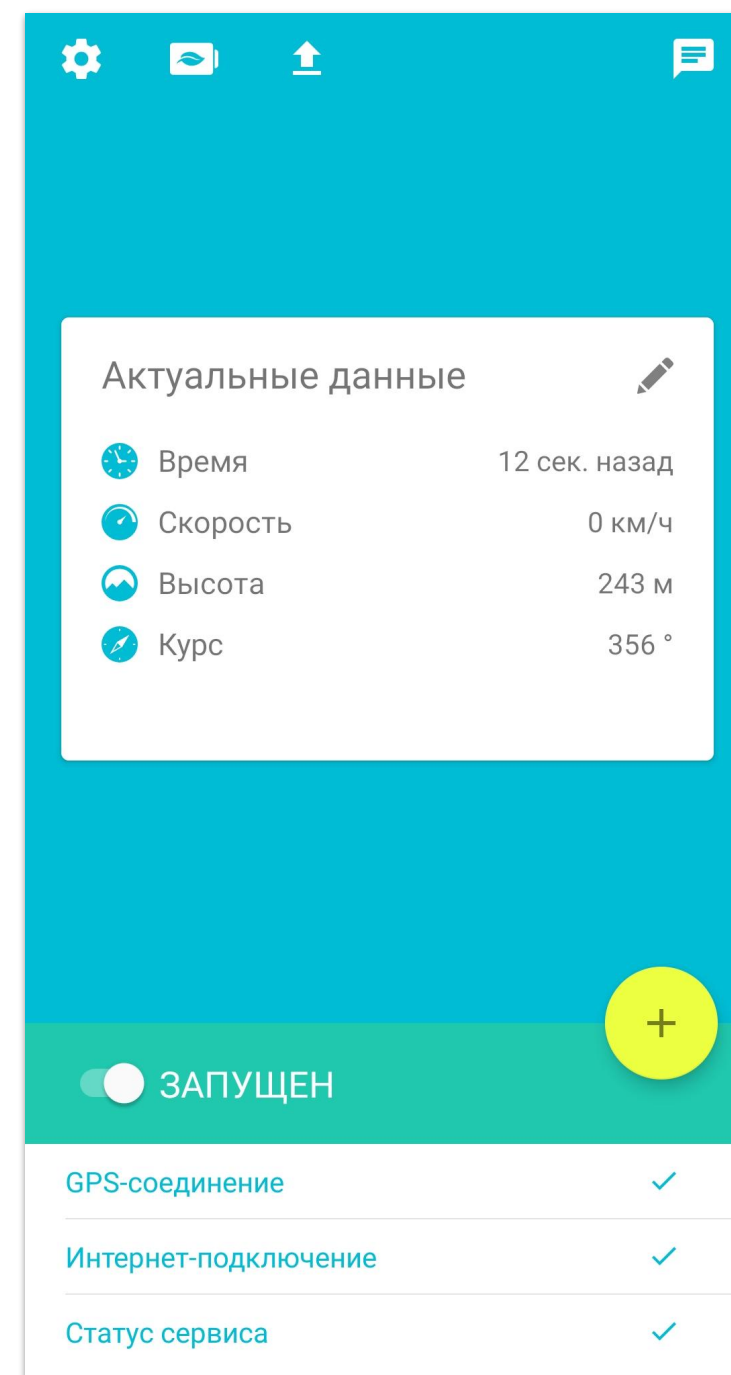 Актуальные данные
Время 12 сек. назад
Скорость 0 км/ч
Высота 243 м
Курс 356 °
ЗАПУЩЕН
GPS-соединение
Интернет-подключение
Статус сервиса